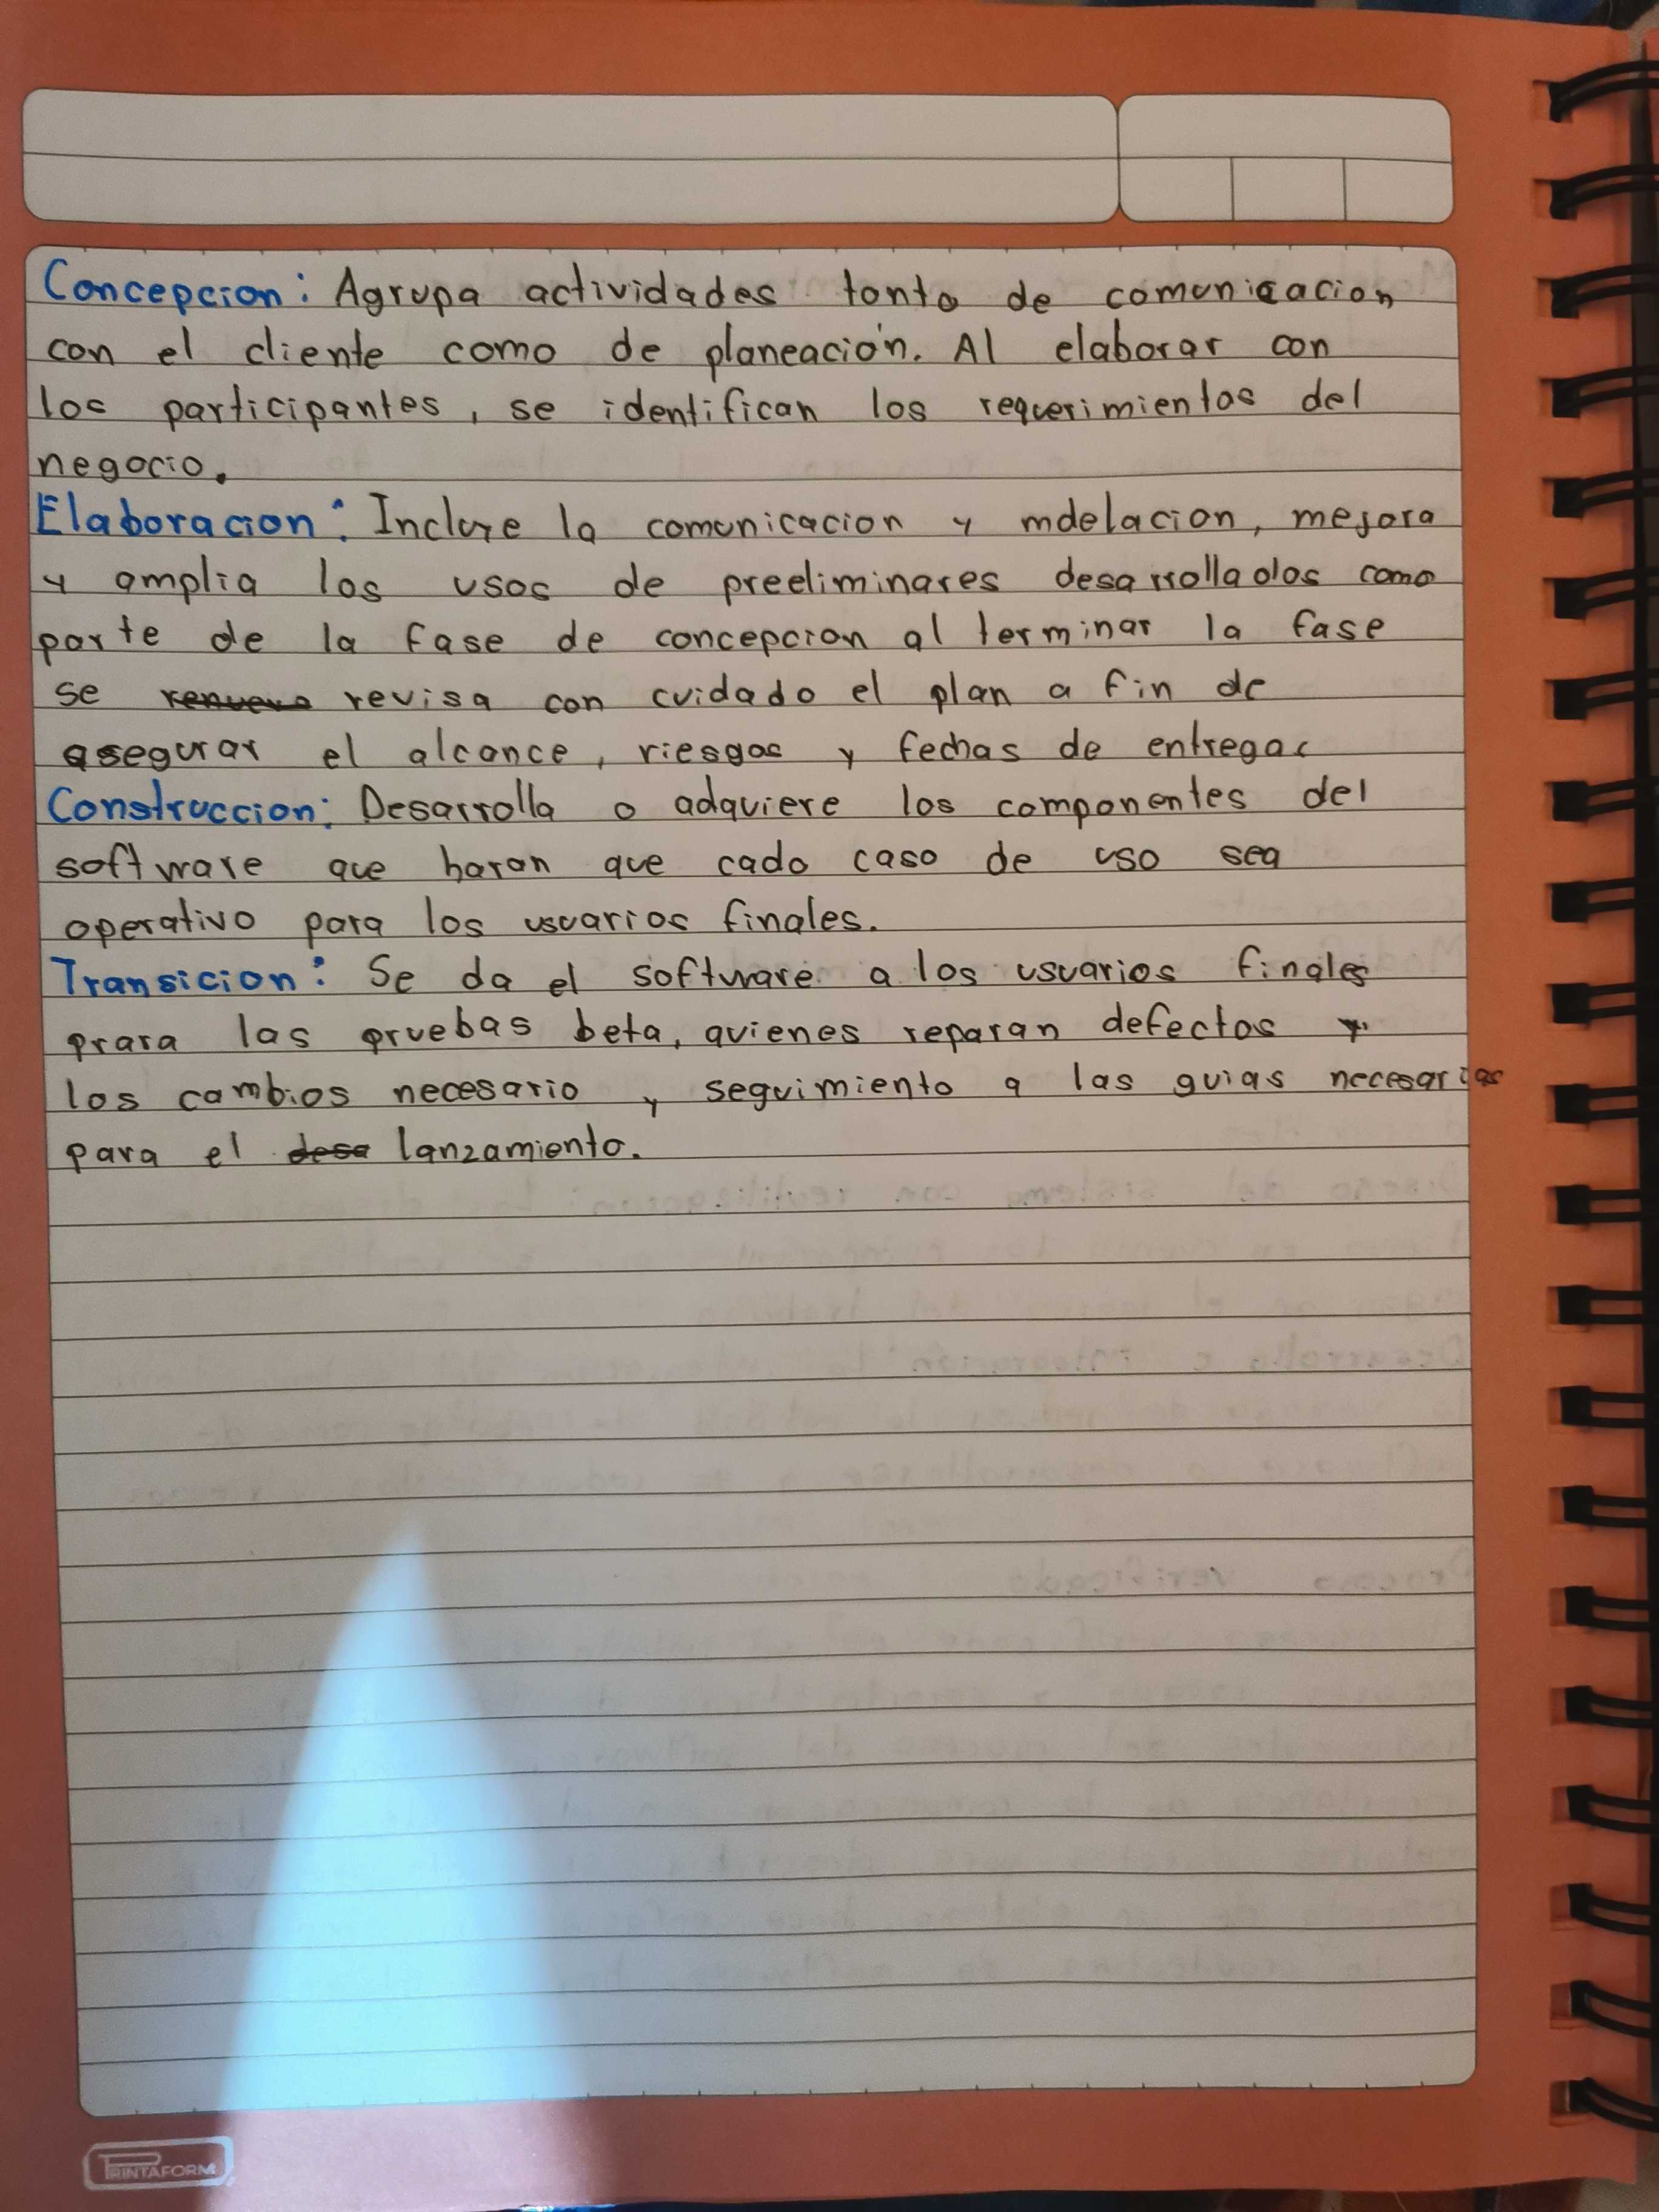 Concepcion: Agrupa actividades tanto de comunicacion
con el cliente como de planeación. Al elaborar con
los participantes, se identifican los requerimientos del
negocio.
Elaboracion: Incluye la comunicacion y mdelacion, mejora
y amplia los usos de preeliminares desarrollados como
parte de la fase de concepcion al terminar la fase
se revisa con cuidado el plan a fin de
asegurar el alcance, riesgos y fechas de entregas
Construccion: Desarrolla o adquiere los componentes del
software que haran que cado caso de uso sea
operativo para los usuarios finales.
Transicion: Se da el software a los usuarios finales
prara las pruebas beta, quienes reparan defectos y
los cambios necesario y seguimiento a las guias necesarias
para el desa lanzamiento.
PRINTAFORM